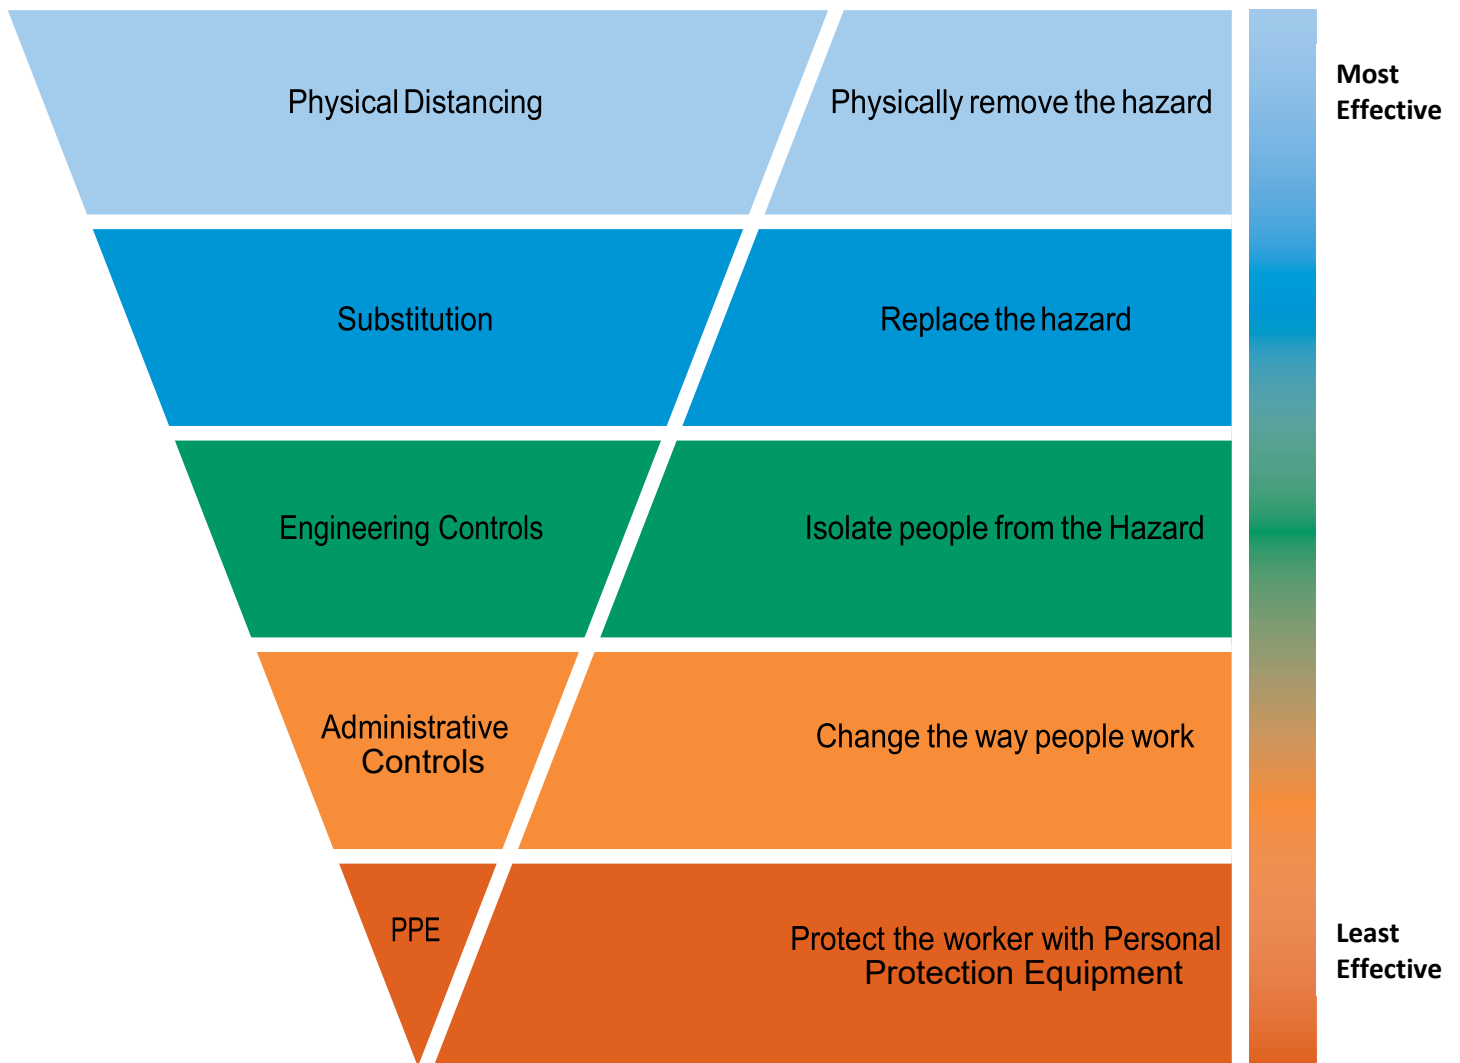 Physical Distancing
Physically remove the hazard
Most
Effective
Substitution
Replace the hazard
Engineering Controls
Isolate people from the Hazard
Administrative
Controls
Change the way people work
PPE
Protect the worker with Personal
Protection Equipment
Least
Effective